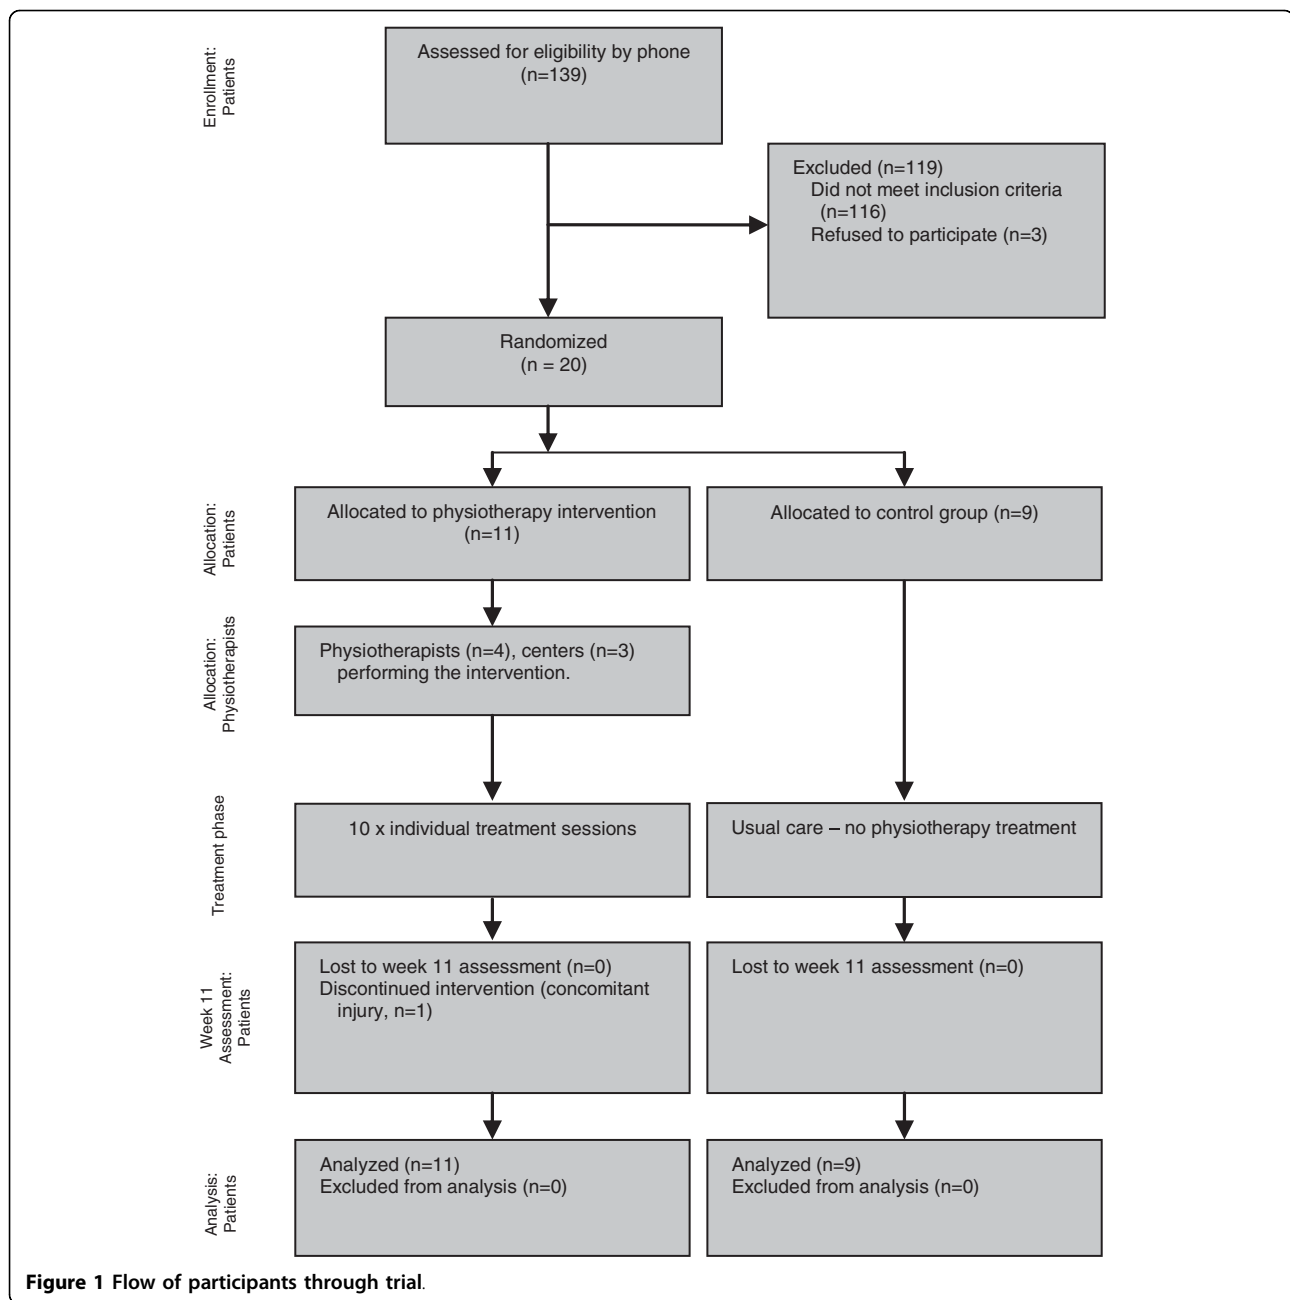 Enrollment:
Patients
Assessed for eligibility by phone
(n=139)
Excluded (n=119)
Did not meet inclusion criteria
(n=116)
Refused to participate (n=3)
Randomized
(n = 20)
Allocation:
Patients
Allocated to physiotherapy intervention
(n=11)
Allocated to control group (n=9)
Allocation:
Physiotherapists
Physiotherapists (n=4), centers (n=3)
performing the intervention.
Treatment phase
10 x individual treatment sessions
Usual care – no physiotherapy treatment
Week 11
Assessment:
Patients
Lost to week 11 assessment (n=0)
Discontinued intervention (concomitant
injury, n=1)
Lost to week 11 assessment (n=0)
Analysis:
Patients
Analyzed (n=11)
Excluded from analysis (n=0)
Analyzed (n=9)
Excluded from analysis (n=0)
Figure 1 Flow of participants through trial.